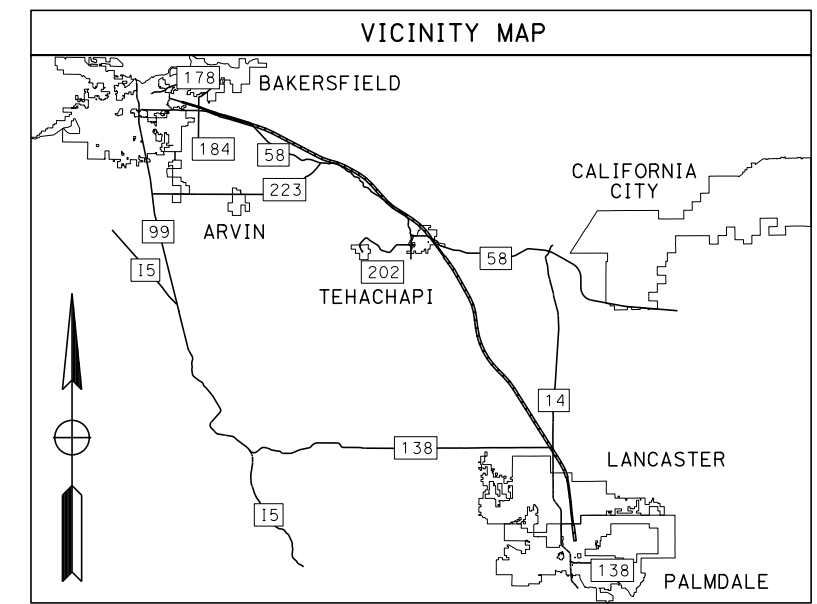 VICINITY MAP
178
BAKERSFIELD
184
58
223
CALIFORNIA
CITY
99
ARVIN
I5
58
202
TEHACHAPI
14
138
LANCASTER
I5
138
PALMDALE